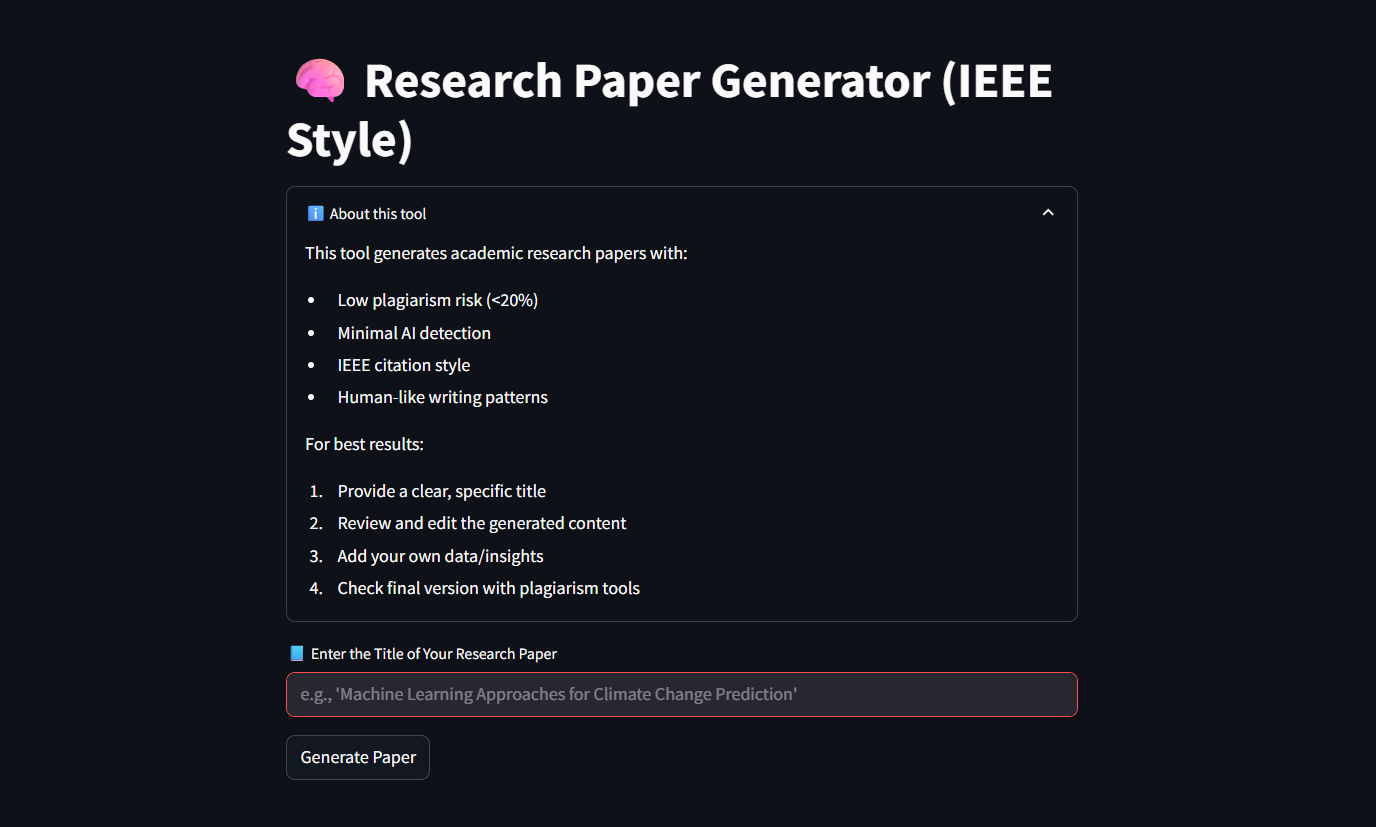 🧠 Research Paper Generator (IEEE
Style)
ℹ️ About this tool
This tool generates academic research papers with:
• Low plagiarism risk (<20%)
• Minimal AI detection
• IEEE citation style
• Human-like writing patterns
For best results:
1. Provide a clear, specific title
2. Review and edit the generated content
3. Add your own data/insights
4. Check final version with plagiarism tools
📘 Enter the Title of Your Research Paper
e.g., 'Machine Learning Approaches for Climate Change Prediction'
Generate Paper